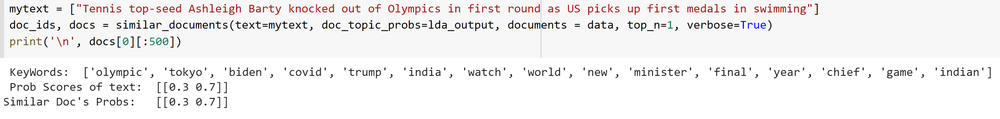 mytext = ["Tennis top-seed Ashleigh Barty knocked out of Olympics in first round as US picks up first medals in swimming"]
doc_ids, docs = similar_documents(text=mytext, doc_topic_probs=lda_output, documents = data, top_n=1, verbose=True)
print('\n', docs[0][:500])
KeyWords:  ['olympic', 'tokyo', 'biden', 'covid', 'trump', 'india', 'watch', 'world', 'new', 'minister', 'final', 'year', 'chief', 'game', 'indian']
Prob Scores of text:  [[0.3 0.7]]
Similar Doc's Probs:   [[0.3 0.7]]